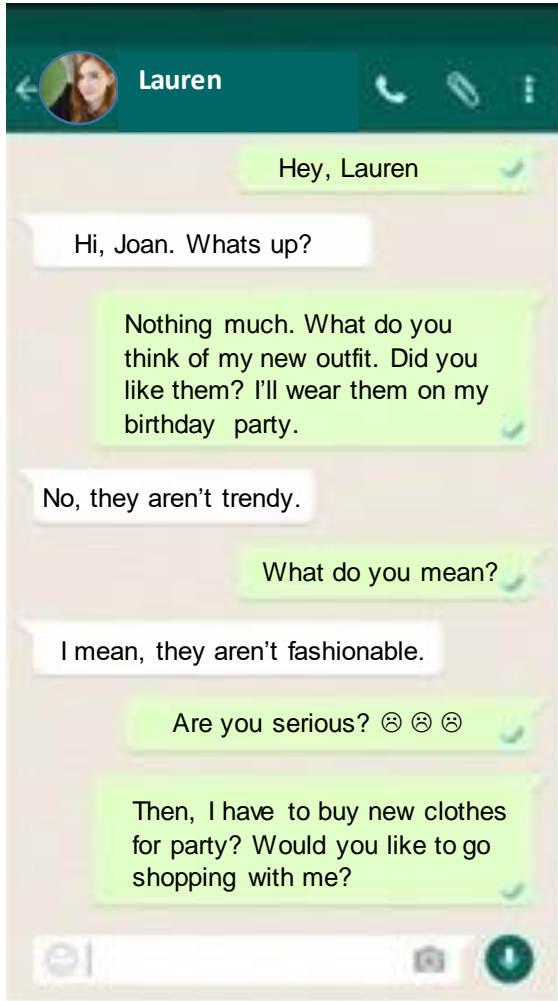 Lauren
Hey, Lauren
Hi, Joan. Whats up?
Nothing much. What do you
think of my new outfit. Did you
like them? I'll wear them on my
birthday party.
No, they aren't trendy.
What do you mean?
I mean, they aren't fashionable.
Are you serious? ☹ ☹ ☹
Then, I have to buy new clothes
for party? Would you like to go
shopping with me?